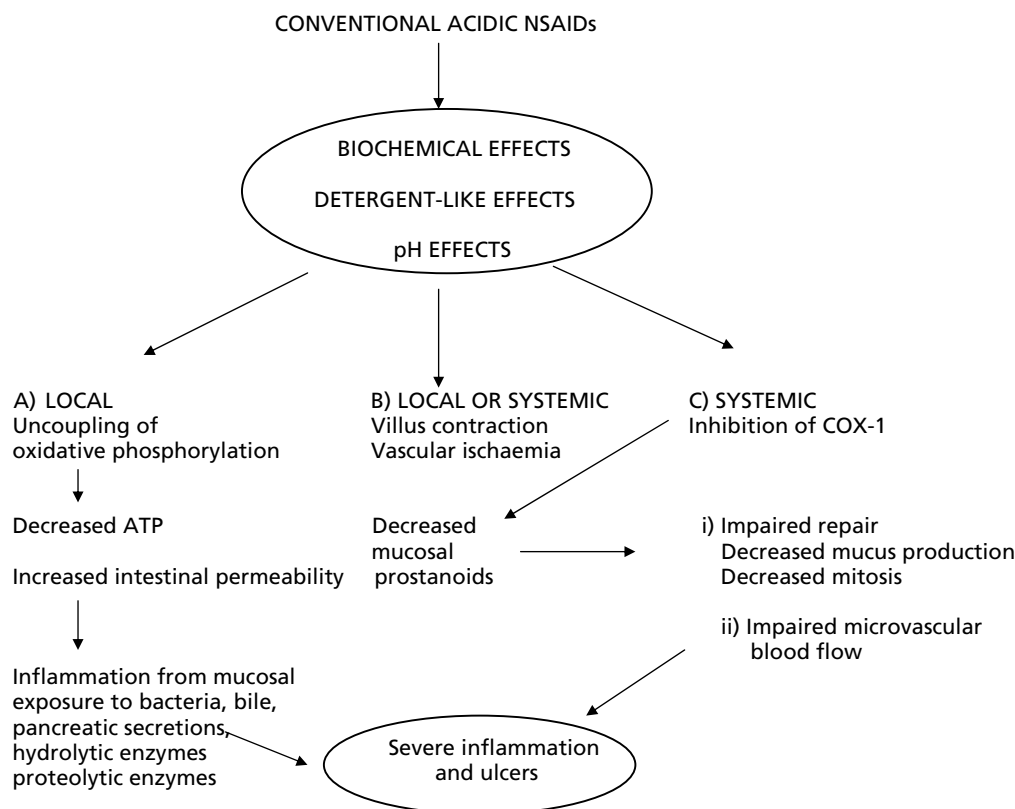 CONVENTIONAL ACIDIC NSAIDs
BIOCHEMICAL EFFECTS
DETERGENT-LIKE EFFECTS
pH EFFECTS
A) LOCAL
Uncoupling of
oxidative phosphorylation
B) LOCAL OR SYSTEMIC
Villus contraction
Vascular ischaemia
C) SYSTEMIC
Inhibition of COX-1
Decreased ATP
Increased intestinal permeability
Decreased
mucosal
prostanoids
i) Impaired repair
Decreased mucus production
Decreased mitosis
ii) Impaired microvascular
blood flow
Inflammation from mucosal
exposure to bacteria, bile,
pancreatic secretions,
hydrolytic enzymes
proteolytic enzymes
Severe inflammation
and ulcers